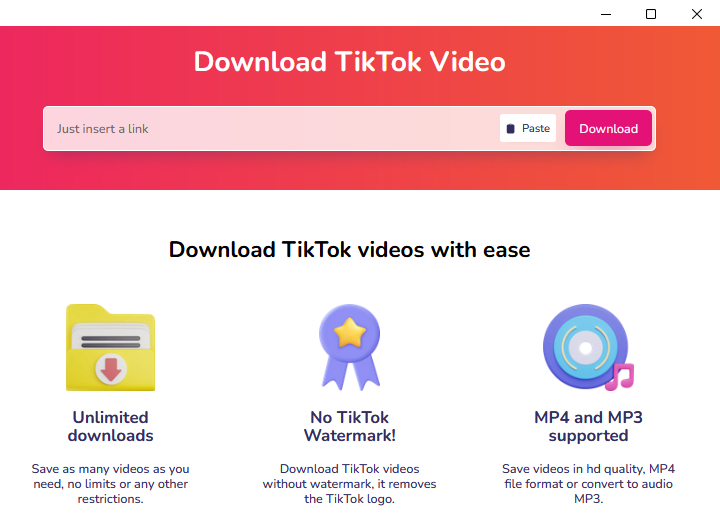 Download TikTok Video
Just insert a link
Paste
Download
Download TikTok videos with ease
Unlimited
downloads
Save as many videos as you
need, no limits or any other
restrictions.
No TikTok
Watermark!
Download TikTok videos
without watermark, it removes
the TikTok logo.
MP4 and MP3
supported
Save videos in hd quality, MP4
file format or convert to audio
MP3.